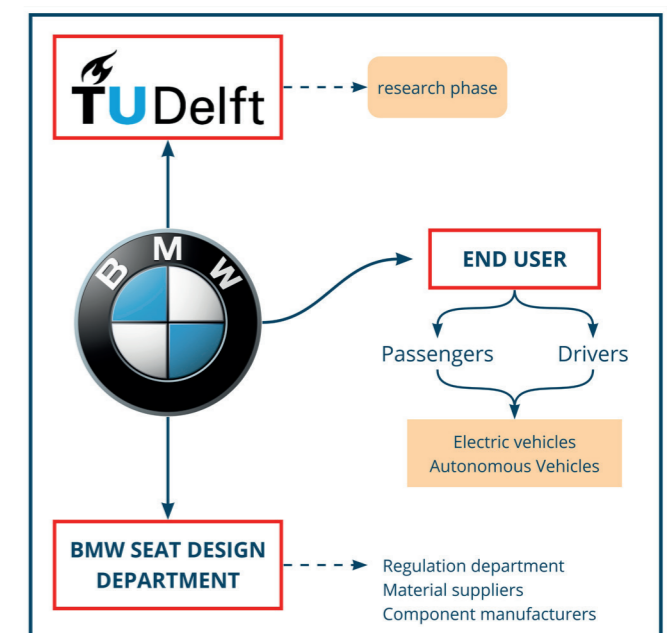 TUDelft
research phase
BMW
END USER
Passengers
Drivers
Electric vehicles
Autonomous Vehicles
BMW SEAT DESIGN
DEPARTMENT
Regulation department
Material suppliers
Component manufacturers